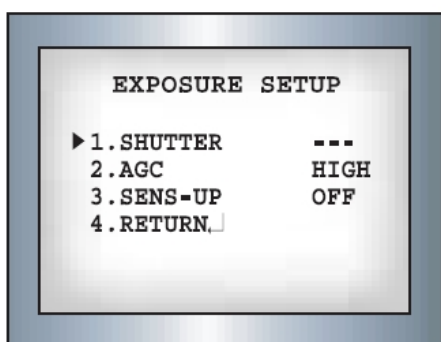 EXPOSURE SETUP
▶1.SHUTTER ---
2.AGC HIGH
3.SENS-UP OFF
4.RETURN↵